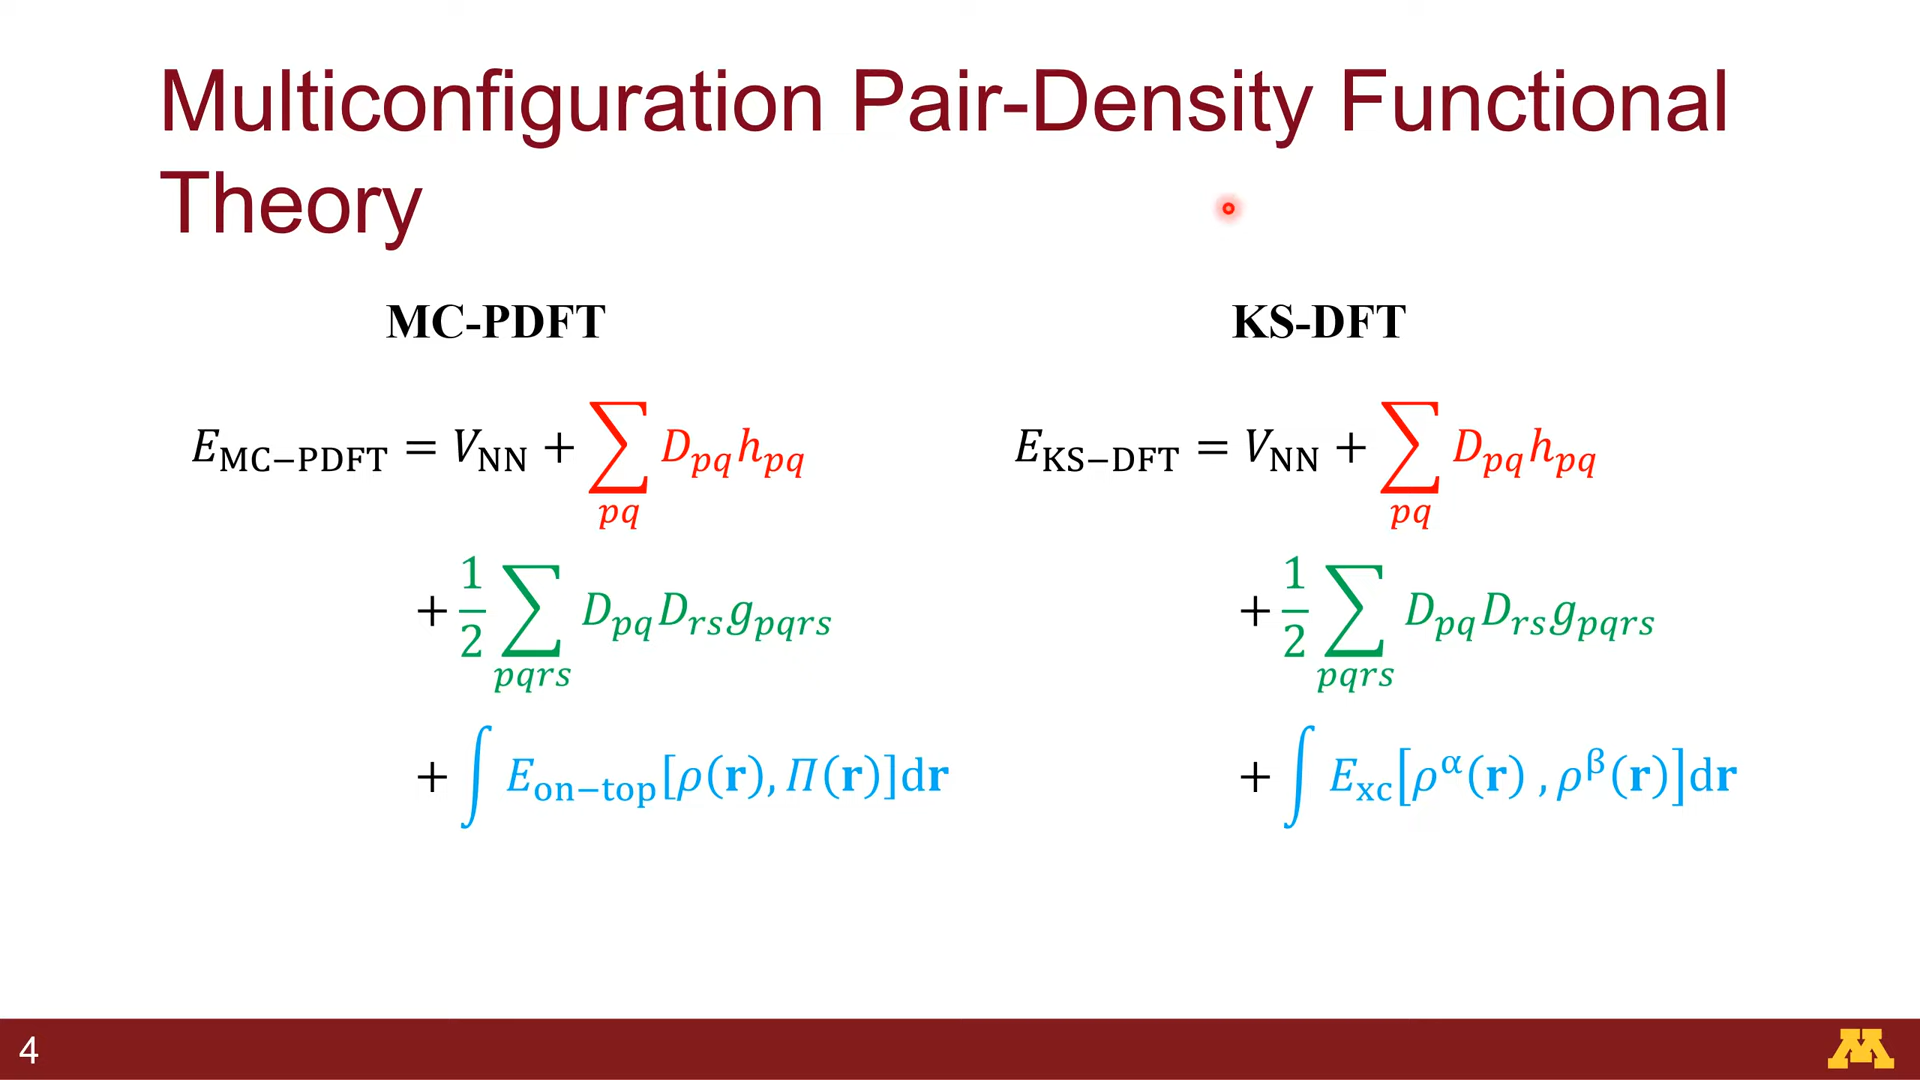 Multiconfiguration Pair-Density Functional
Theory
MC-PDFT
E_MC−PDFT = V_NN + ∑_pq D_pq h_pq
+ 1/2 ∑_pqrs D_pq D_rs g_pqrs
+ ∫ E_on−top[ρ(𝐫), Π(𝐫)]d𝐫
KS-DFT
E_KS−DFT = V_NN + ∑_pq D_pq h_pq
+ 1/2 ∑_pqrs D_pq D_rs g_pqrs
+ ∫ E_xc[ρ^α(𝐫) , ρ^β(𝐫)]d𝐫
4
M